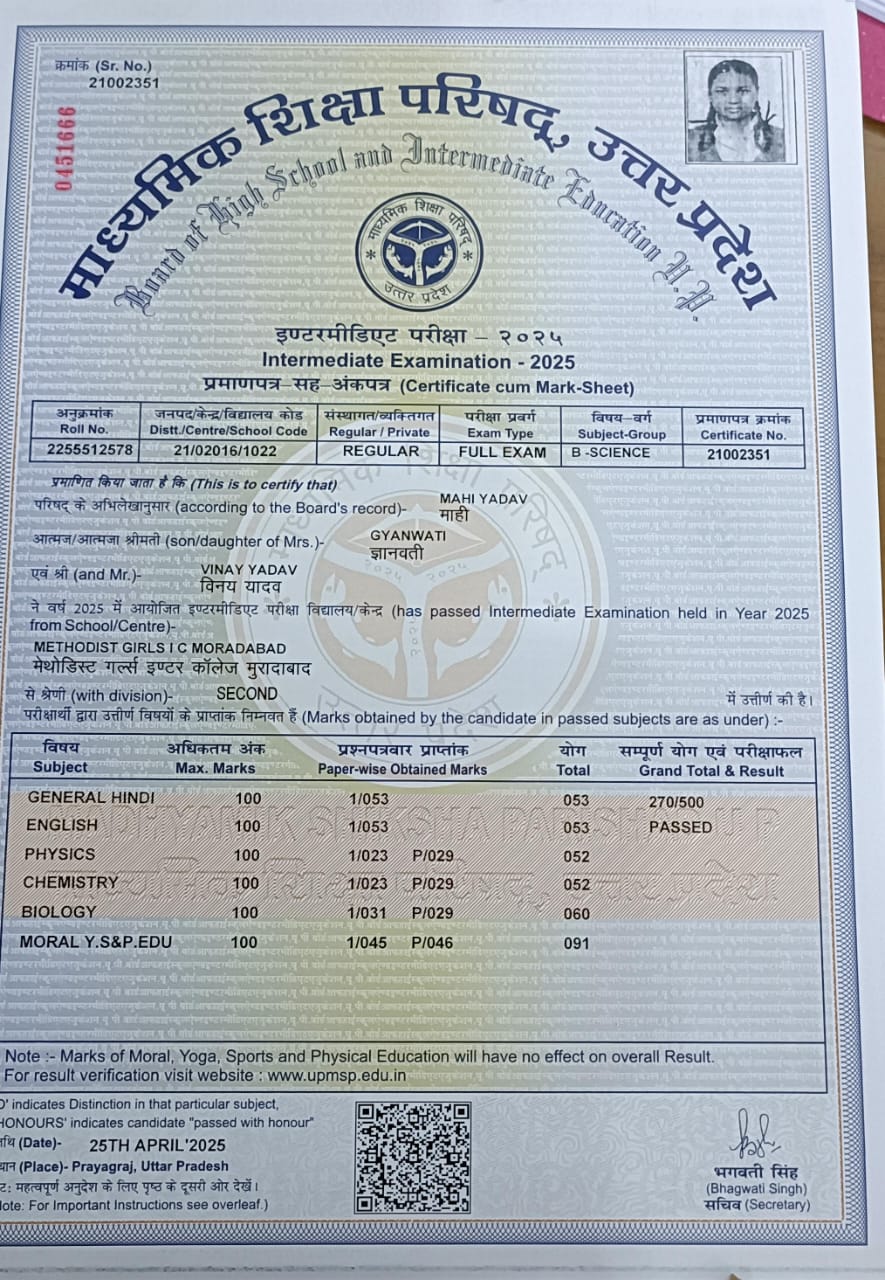 क्रमांक (Sr. No.)
21002351
0451666
माध्यमिक शिक्षा परिषद्, उत्तर प्रदेश
Board of High School and Intermediate Education U.P.
माध्यमिक शिक्षा परिषद
उत्तर प्रदेश
इण्टरमीडिएट परीक्षा – २०२५
Intermediate Examination - 2025
प्रमाणपत्र–सह–अंकपत्र (Certificate cum Mark-Sheet)
अनुक्रमांक जनपद/केन्द्र/विद्यालय कोड संस्थागत/व्यक्तिगत परीक्षा प्रवर्ग विषय–वर्ग प्रमाणपत्र क्रमांक
Roll No. Distt./Centre/School Code Regular / Private Exam Type Subject-Group Certificate No.
2255512578 21/02016/1022 REGULAR FULL EXAM B -SCIENCE 21002351
प्रमाणित किया जाता है कि (This is to certify that)
परिषद् के अभिलेखानुसार (according to the Board's record)- MAHI YADAV
माही
आत्मज/आत्मजा श्रीमती (son/daughter of Mrs.)- GYANWATI
ज्ञानवती
एवं श्री (and Mr.)- VINAY YADAV
विनय यादव
ने वर्ष 2025 में आयोजित इण्टरमीडिएट परीक्षा विद्यालय/केन्द्र (has passed Intermediate Examination held in Year 2025
from School/Centre)-
METHODIST GIRLS I C MORADABAD
मेथोडिस्ट गर्ल्स इण्टर कॉलेज मुरादाबाद
से श्रेणी (with division)- SECOND में उत्तीर्ण की है।
परीक्षार्थी द्वारा उत्तीर्ण विषयों के प्राप्तांक निम्नवत हैं (Marks obtained by the candidate in passed subjects are as under) :-
विषय अधिकतम अंक प्रश्नपत्रवार प्राप्तांक योग सम्पूर्ण योग एवं परीक्षाफल
Subject Max. Marks Paper-wise Obtained Marks Total Grand Total & Result
GENERAL HINDI 100 1/053 053 270/500
ENGLISH 100 1/053 053 PASSED
PHYSICS 100 1/023 P/029 052
CHEMISTRY 100 1/023 P/029 052
BIOLOGY 100 1/031 P/029 060
MORAL Y.S&P.EDU 100 1/045 P/046 091
Note :- Marks of Moral, Yoga, Sports and Physical Education will have no effect on overall Result.
For result verification visit website : www.upmsp.edu.in
D' indicates Distinction in that particular subject,
HONOURS' indicates candidate "passed with honour"
(Date)- 25TH APRIL'2025
(Place)- Prayagraj, Uttar Pradesh
महत्वपूर्ण अनुदेश के लिए पृष्ठ के दूसरी ओर देखें।
ote: For Important Instructions see overleaf.)
भगवती सिंह
(Bhagwati Singh)
सचिव (Secretary)